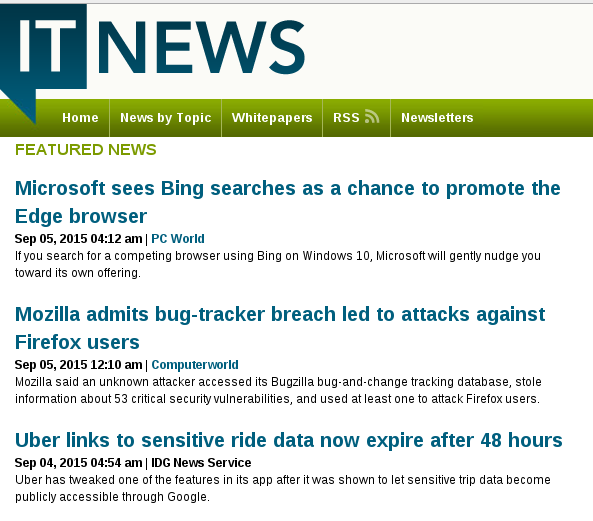 IT NEWS
Home News by Topic Whitepapers RSS Newsletters
FEATURED NEWS
Microsoft sees Bing searches as a chance to promote the
Edge browser
Sep 05, 2015 04:12 am | PC World
If you search for a competing browser using Bing on Windows 10, Microsoft will gently nudge you
toward its own offering.
Mozilla admits bug-tracker breach led to attacks against
Firefox users
Sep 05, 2015 12:10 am | Computerworld
Mozilla said an unknown attacker accessed its Bugzilla bug-and-change tracking database, stole
information about 53 critical security vulnerabilities, and used at least one to attack Firefox users.
Uber links to sensitive ride data now expire after 48 hours
Sep 04, 2015 04:54 am | IDG News Service
Uber has tweaked one of the features in its app after it was shown to let sensitive trip data become
publicly accessible through Google.